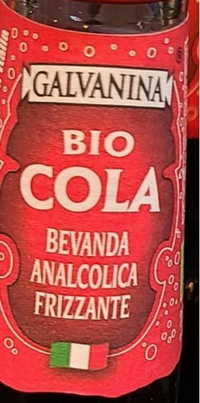 GALVANINA
BIO
COLA
BEVANDA
ANALCOLICA
FRIZZANTE